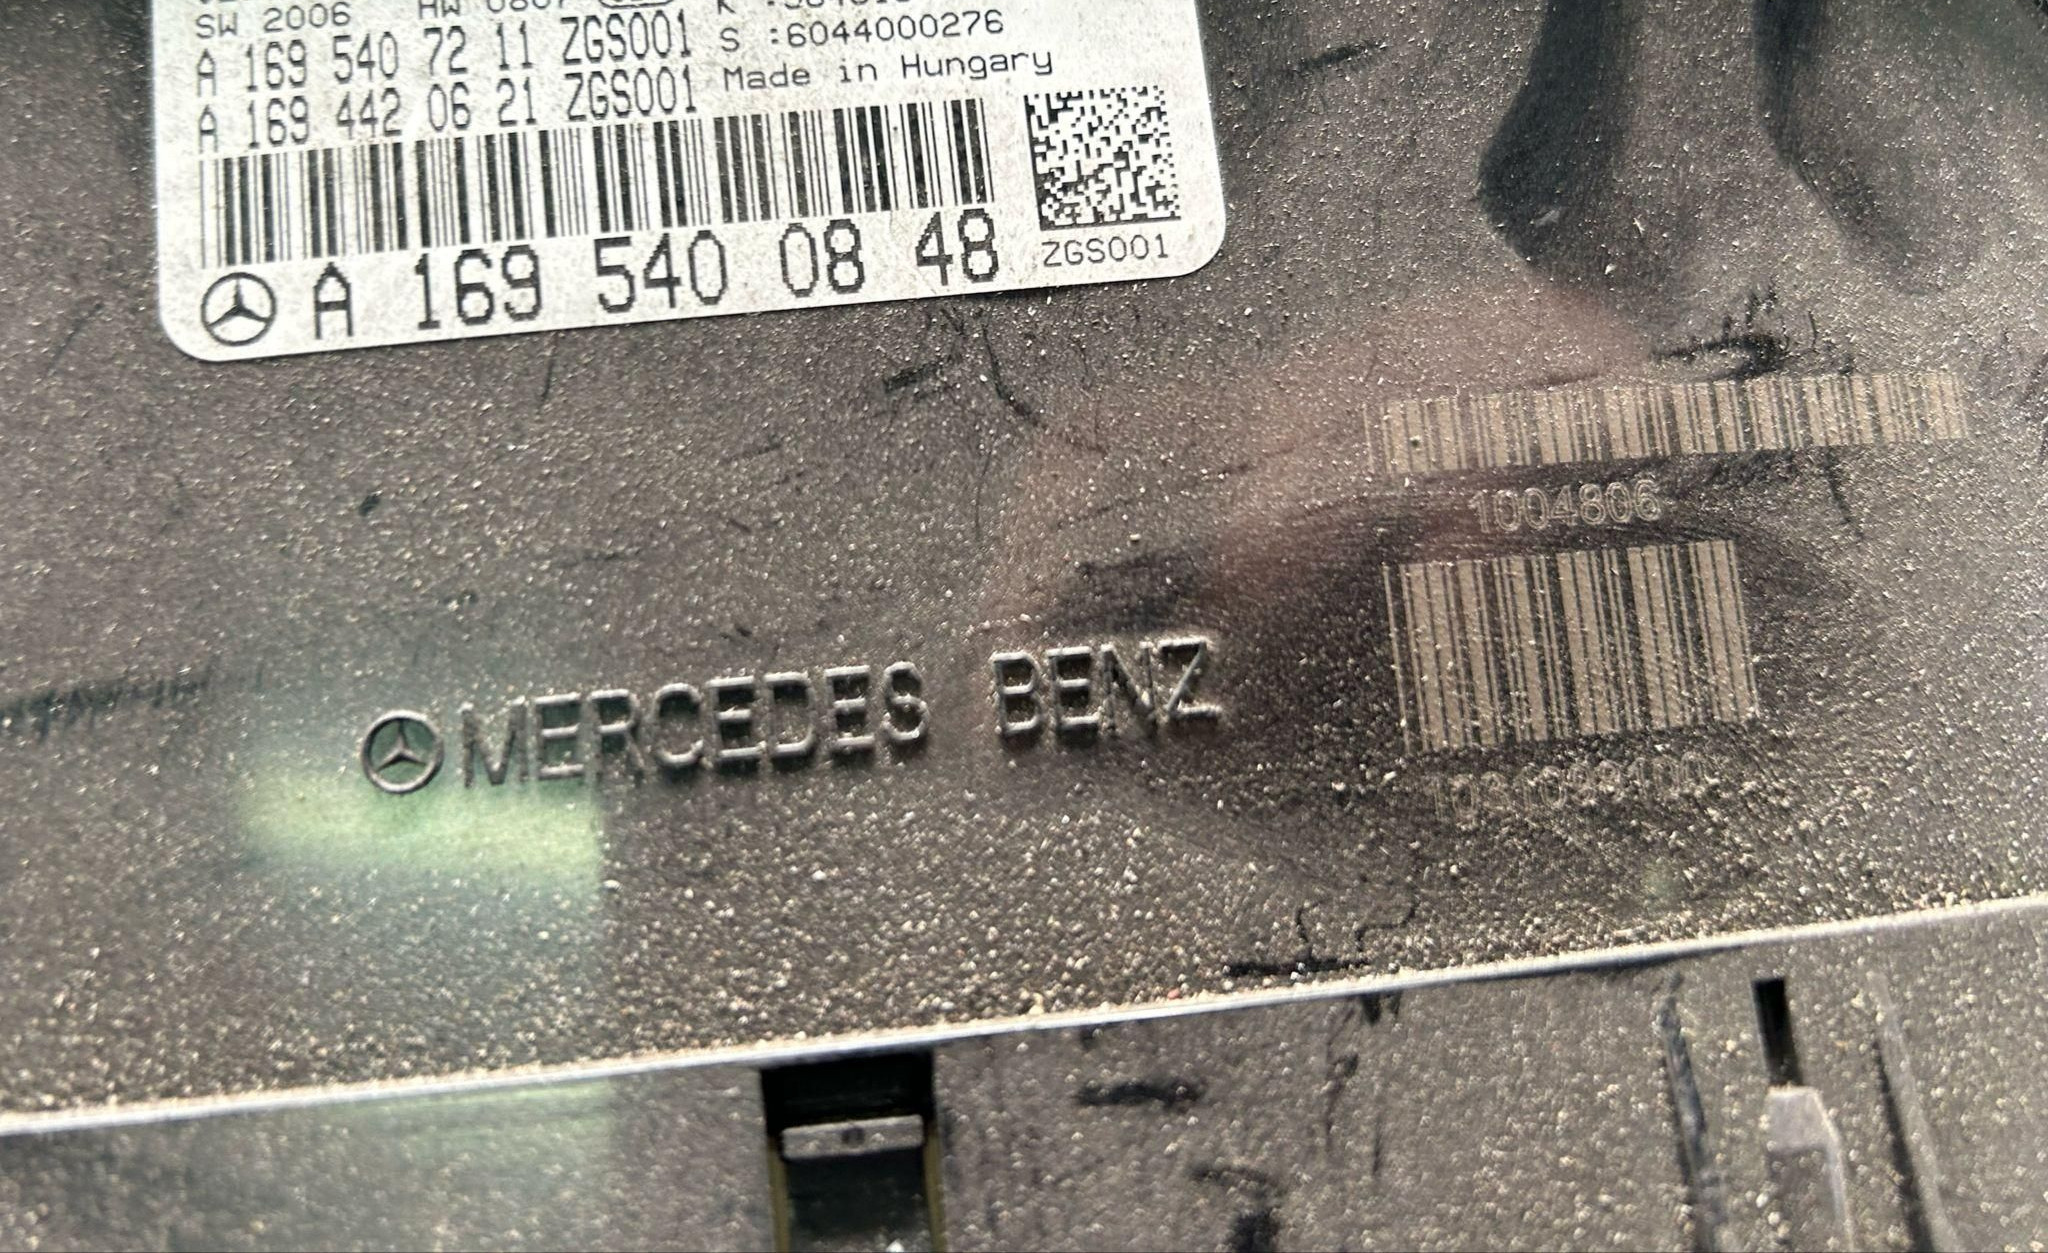 SW 2006
A 169 540 72 11 ZGS001
S :6044000276
A 169 442 06 21 ZGS001
Made in Hungary
A 169 540 08 48
ZGS001
1004806
MERCEDES BENZ